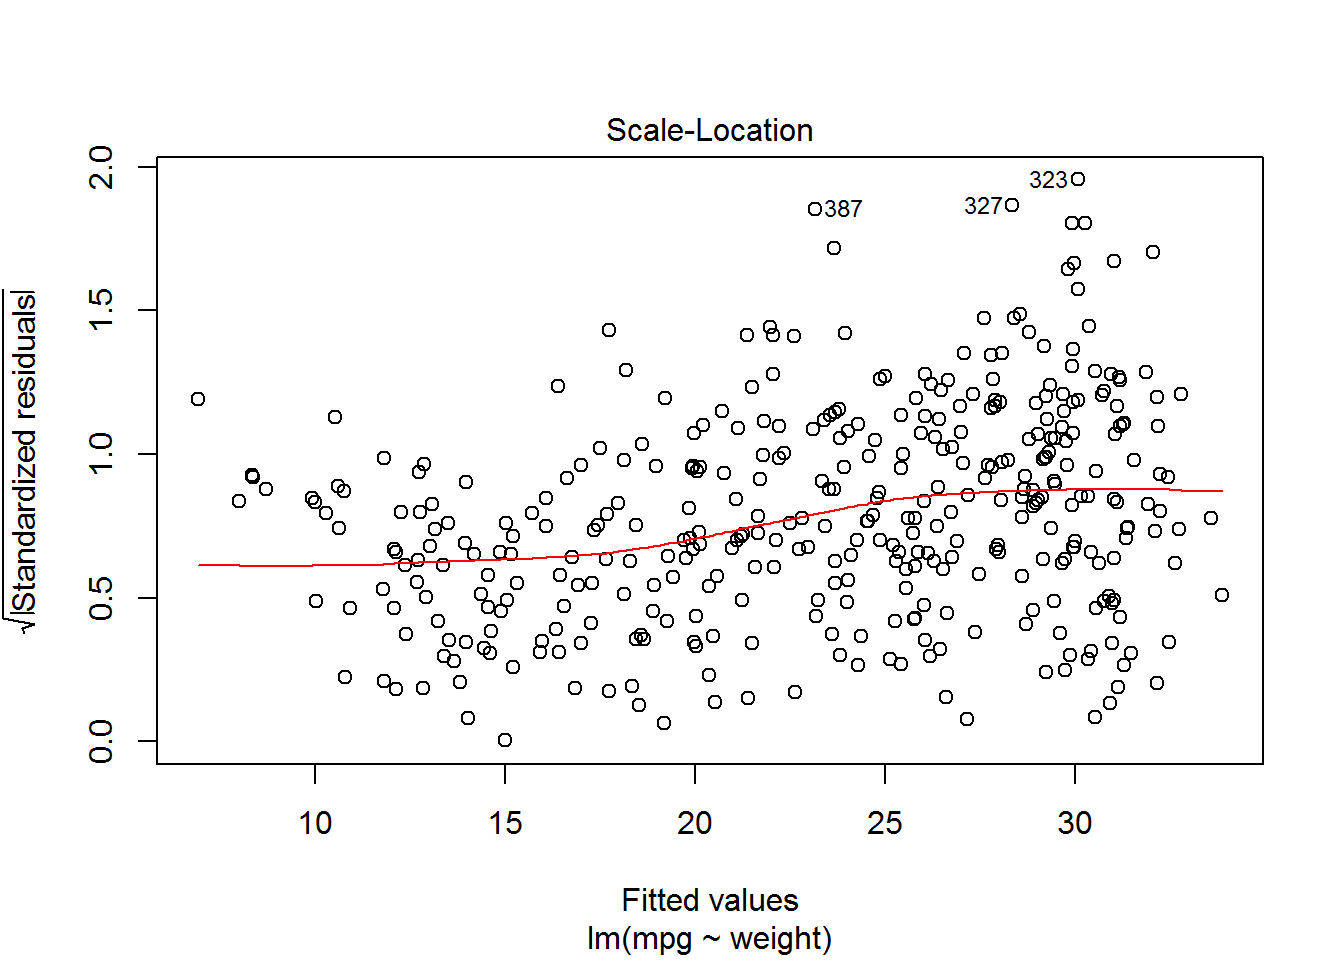 Scale-Location
2.0
1.5
1.0
0.5
0.0
√|Standardized residuals|
323
327
387
10 15 20 25 30
Fitted values
lm(mpg ~ weight)